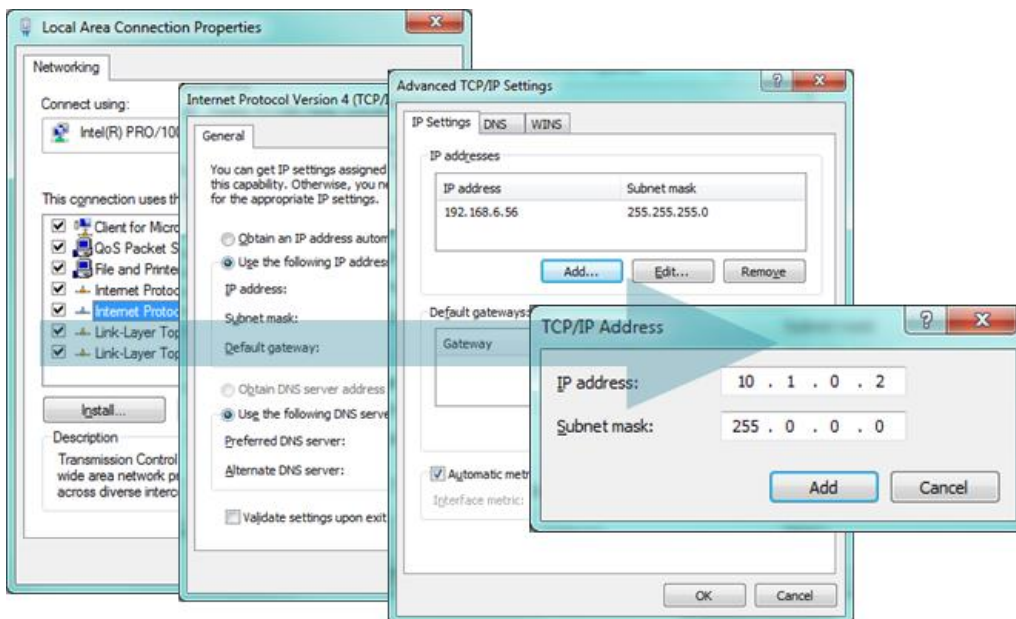 Local Area Connection Properties
Networking
Connect using:
Intel(R) PRO/100
This connection uses th
Client for Micro
QoS Packet S
File and Printe
Internet Protoc
Internet Protoc
Link-Layer Top
Link-Layer Top
Install...
Description
Transmission Control
wide area network pr
across diverse interco
Internet Protocol Version 4 (TCP/I
General
You can get IP settings assigned
this capability. Otherwise, you ne
for the appropriate IP settings.
Obtain an IP address autom
Use the following IP address
IP address:
Subnet mask:
Default gateway:
Obtain DNS server address
Use the following DNS serve
Preferred DNS server:
Alternate DNS server:
Validate settings upon exit
Advanced TCP/IP Settings
IP Settings DNS WINS
IP addresses
IP address Subnet mask
192.168.6.56 255.255.255.0
Add... Edit... Remove
Default gateways:
Gateway
Automatic metr
Interface metric:
OK Cancel
TCP/IP Address
IP address: 10 . 1 . 0 . 2
Subnet mask: 255 . 0 . 0 . 0
Add Cancel